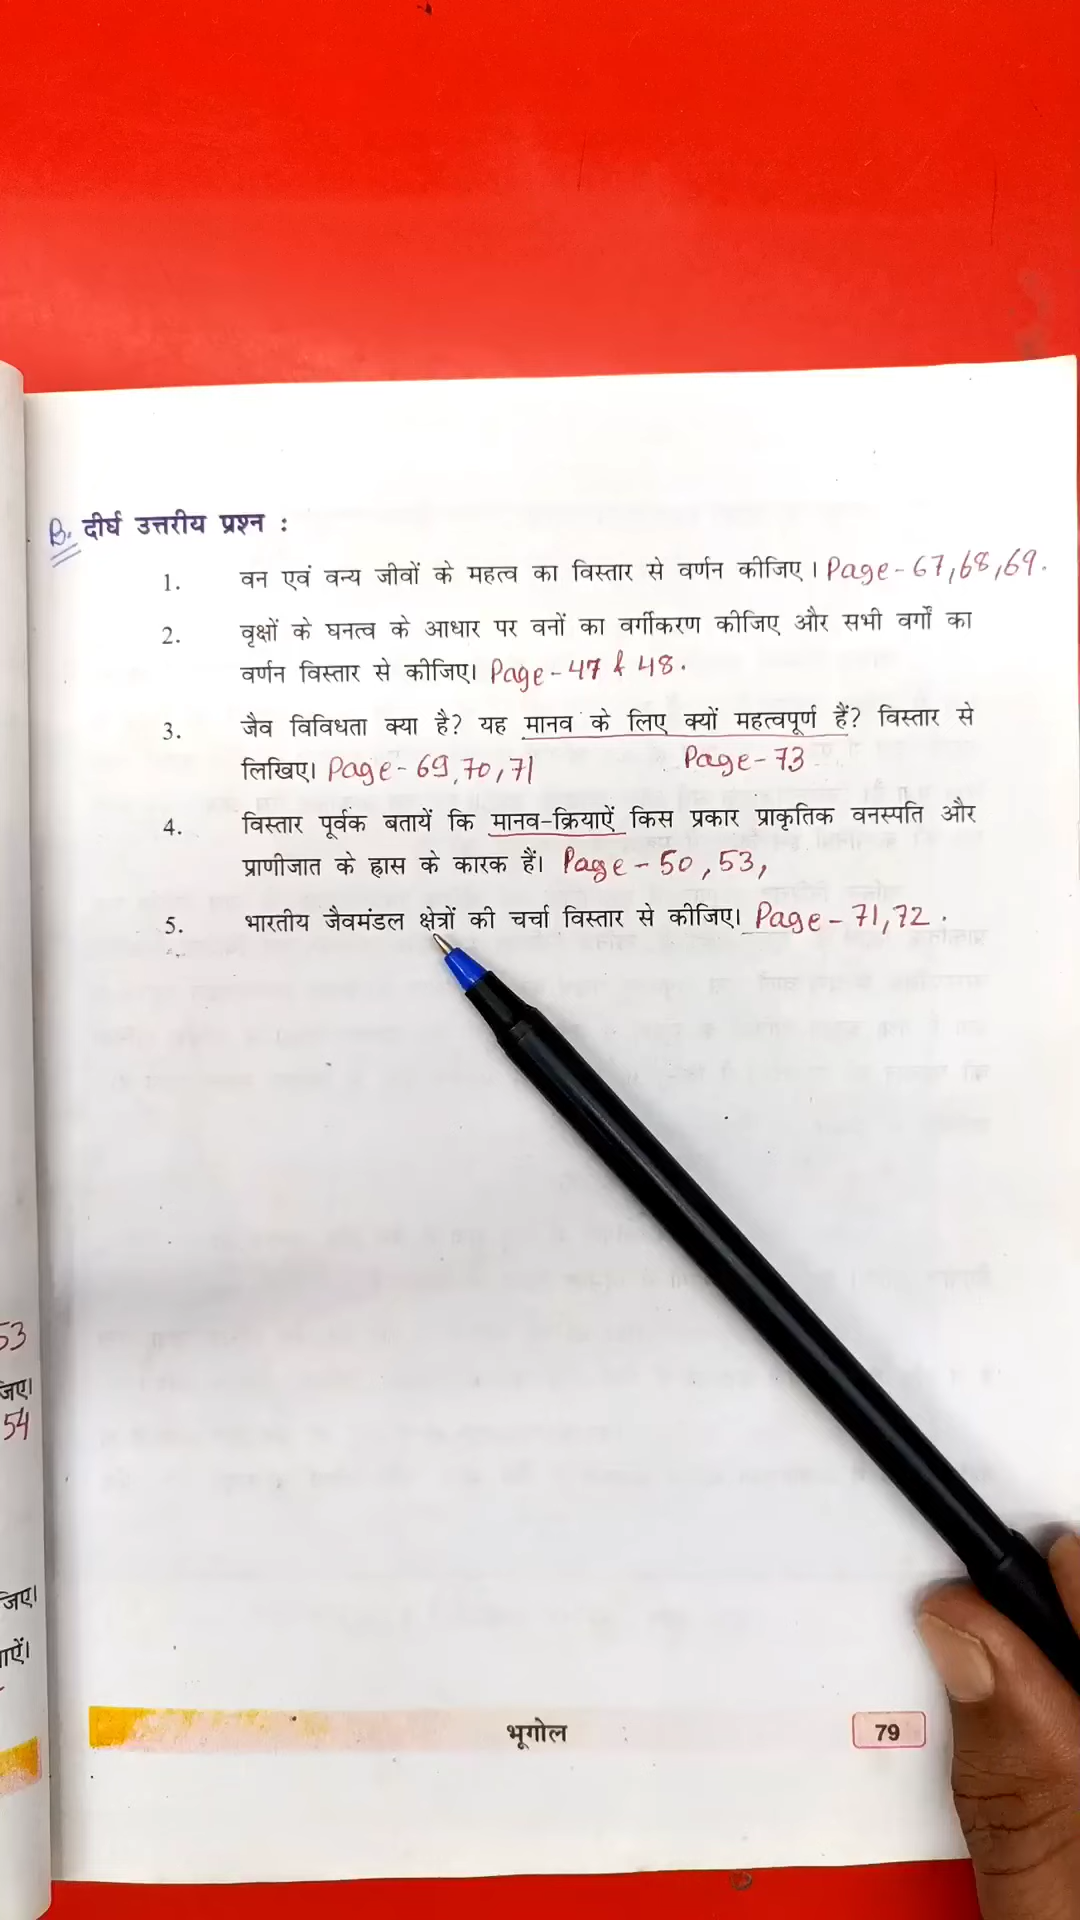 B. दीर्घ उत्तरीय प्रश्न :
1. वन एवं वन्य जीवों के महत्व का विस्तार से वर्णन कीजिए। Page - 67,68,69.
2. वृक्षों के घनत्व के आधार पर वनों का वर्गीकरण कीजिए और सभी वर्गों का
वर्णन विस्तार से कीजिए। Page - 47 & 48.
3. जैव विविधता क्या है? यह मानव के लिए क्यों महत्वपूर्ण हैं? विस्तार से
लिखिए। Page - 69,70,71 Page - 73
4. विस्तार पूर्वक बतायें कि मानव-क्रियाऐं किस प्रकार प्राकृतिक वनस्पति और
प्राणीजात के ह्रास के कारक हैं। Page - 50,53,
5. भारतीय जैवमंडल क्षेत्रों की चर्चा विस्तार से कीजिए। Page - 71,72.
53
जिए।
54
जिए।
भूगोल 79